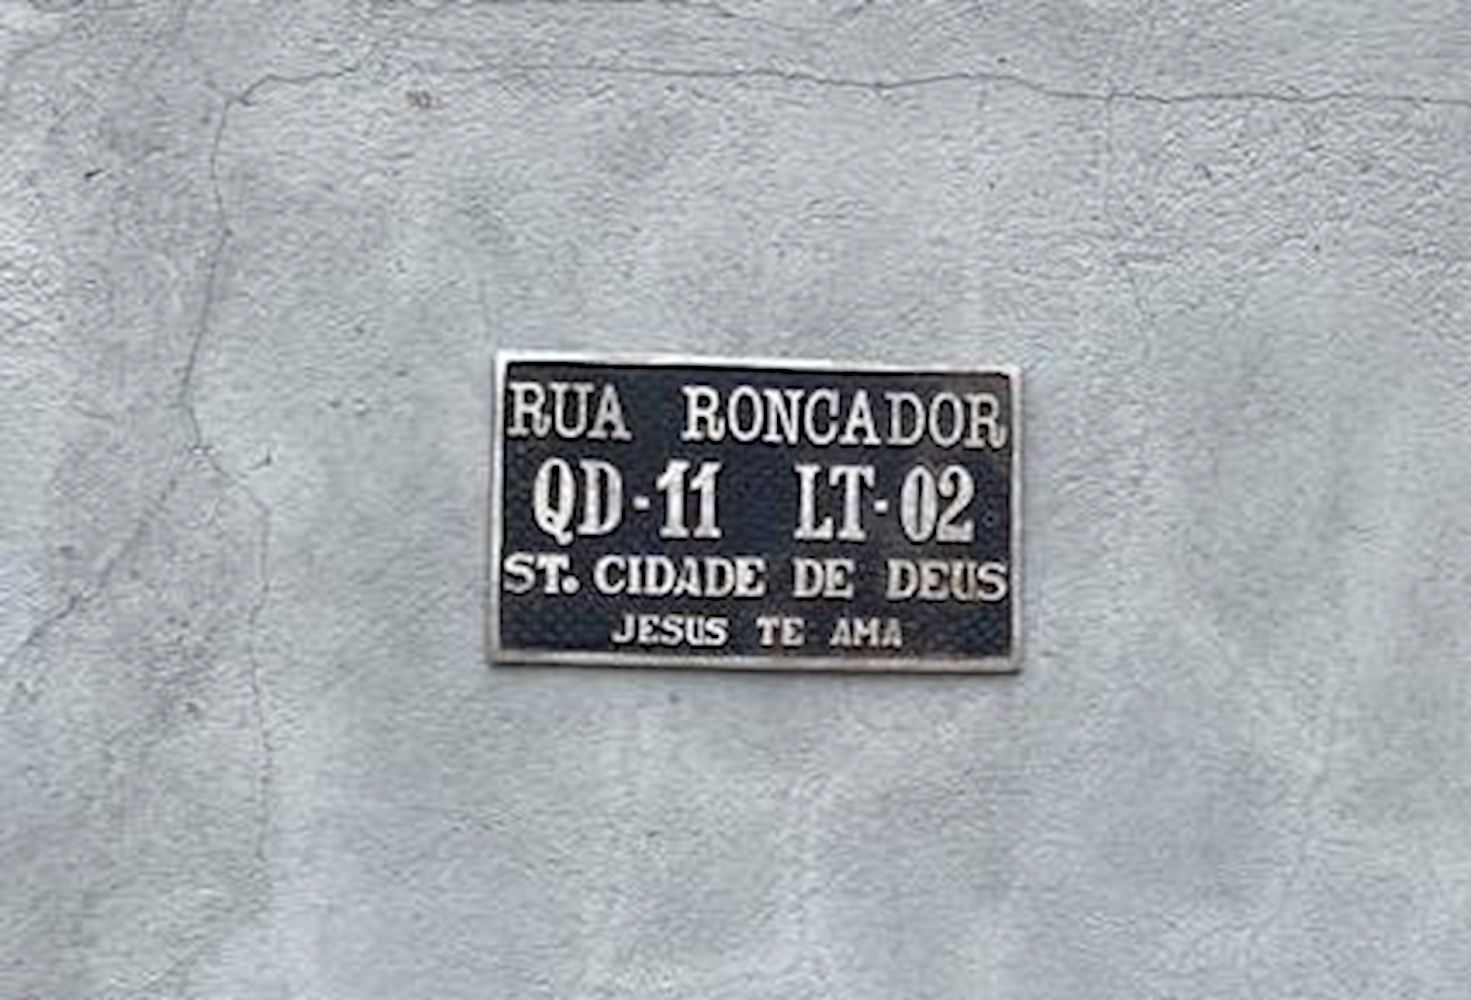 RUA RONCADOR
QD-11 LT-02
ST. CIDADE DE DEUS
JESUS TE AMA